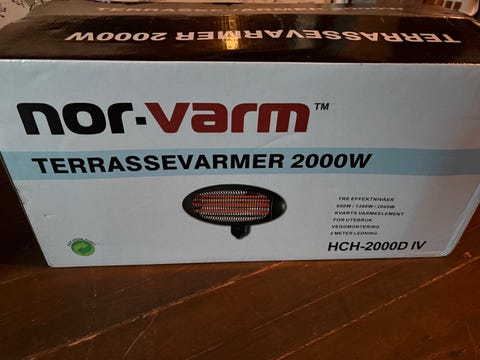 TERRASSEVARMER 2000W
nor-varm™
TERRASSEVARMER 2000W
TRE EFFEKTNIVÅER
650W / 1300W / 2000W
KVARTS VARMEELEMENT
FOR UTEBRUK
VEGGMONTERING
2 METER LEDNING
HCH-2000D IV